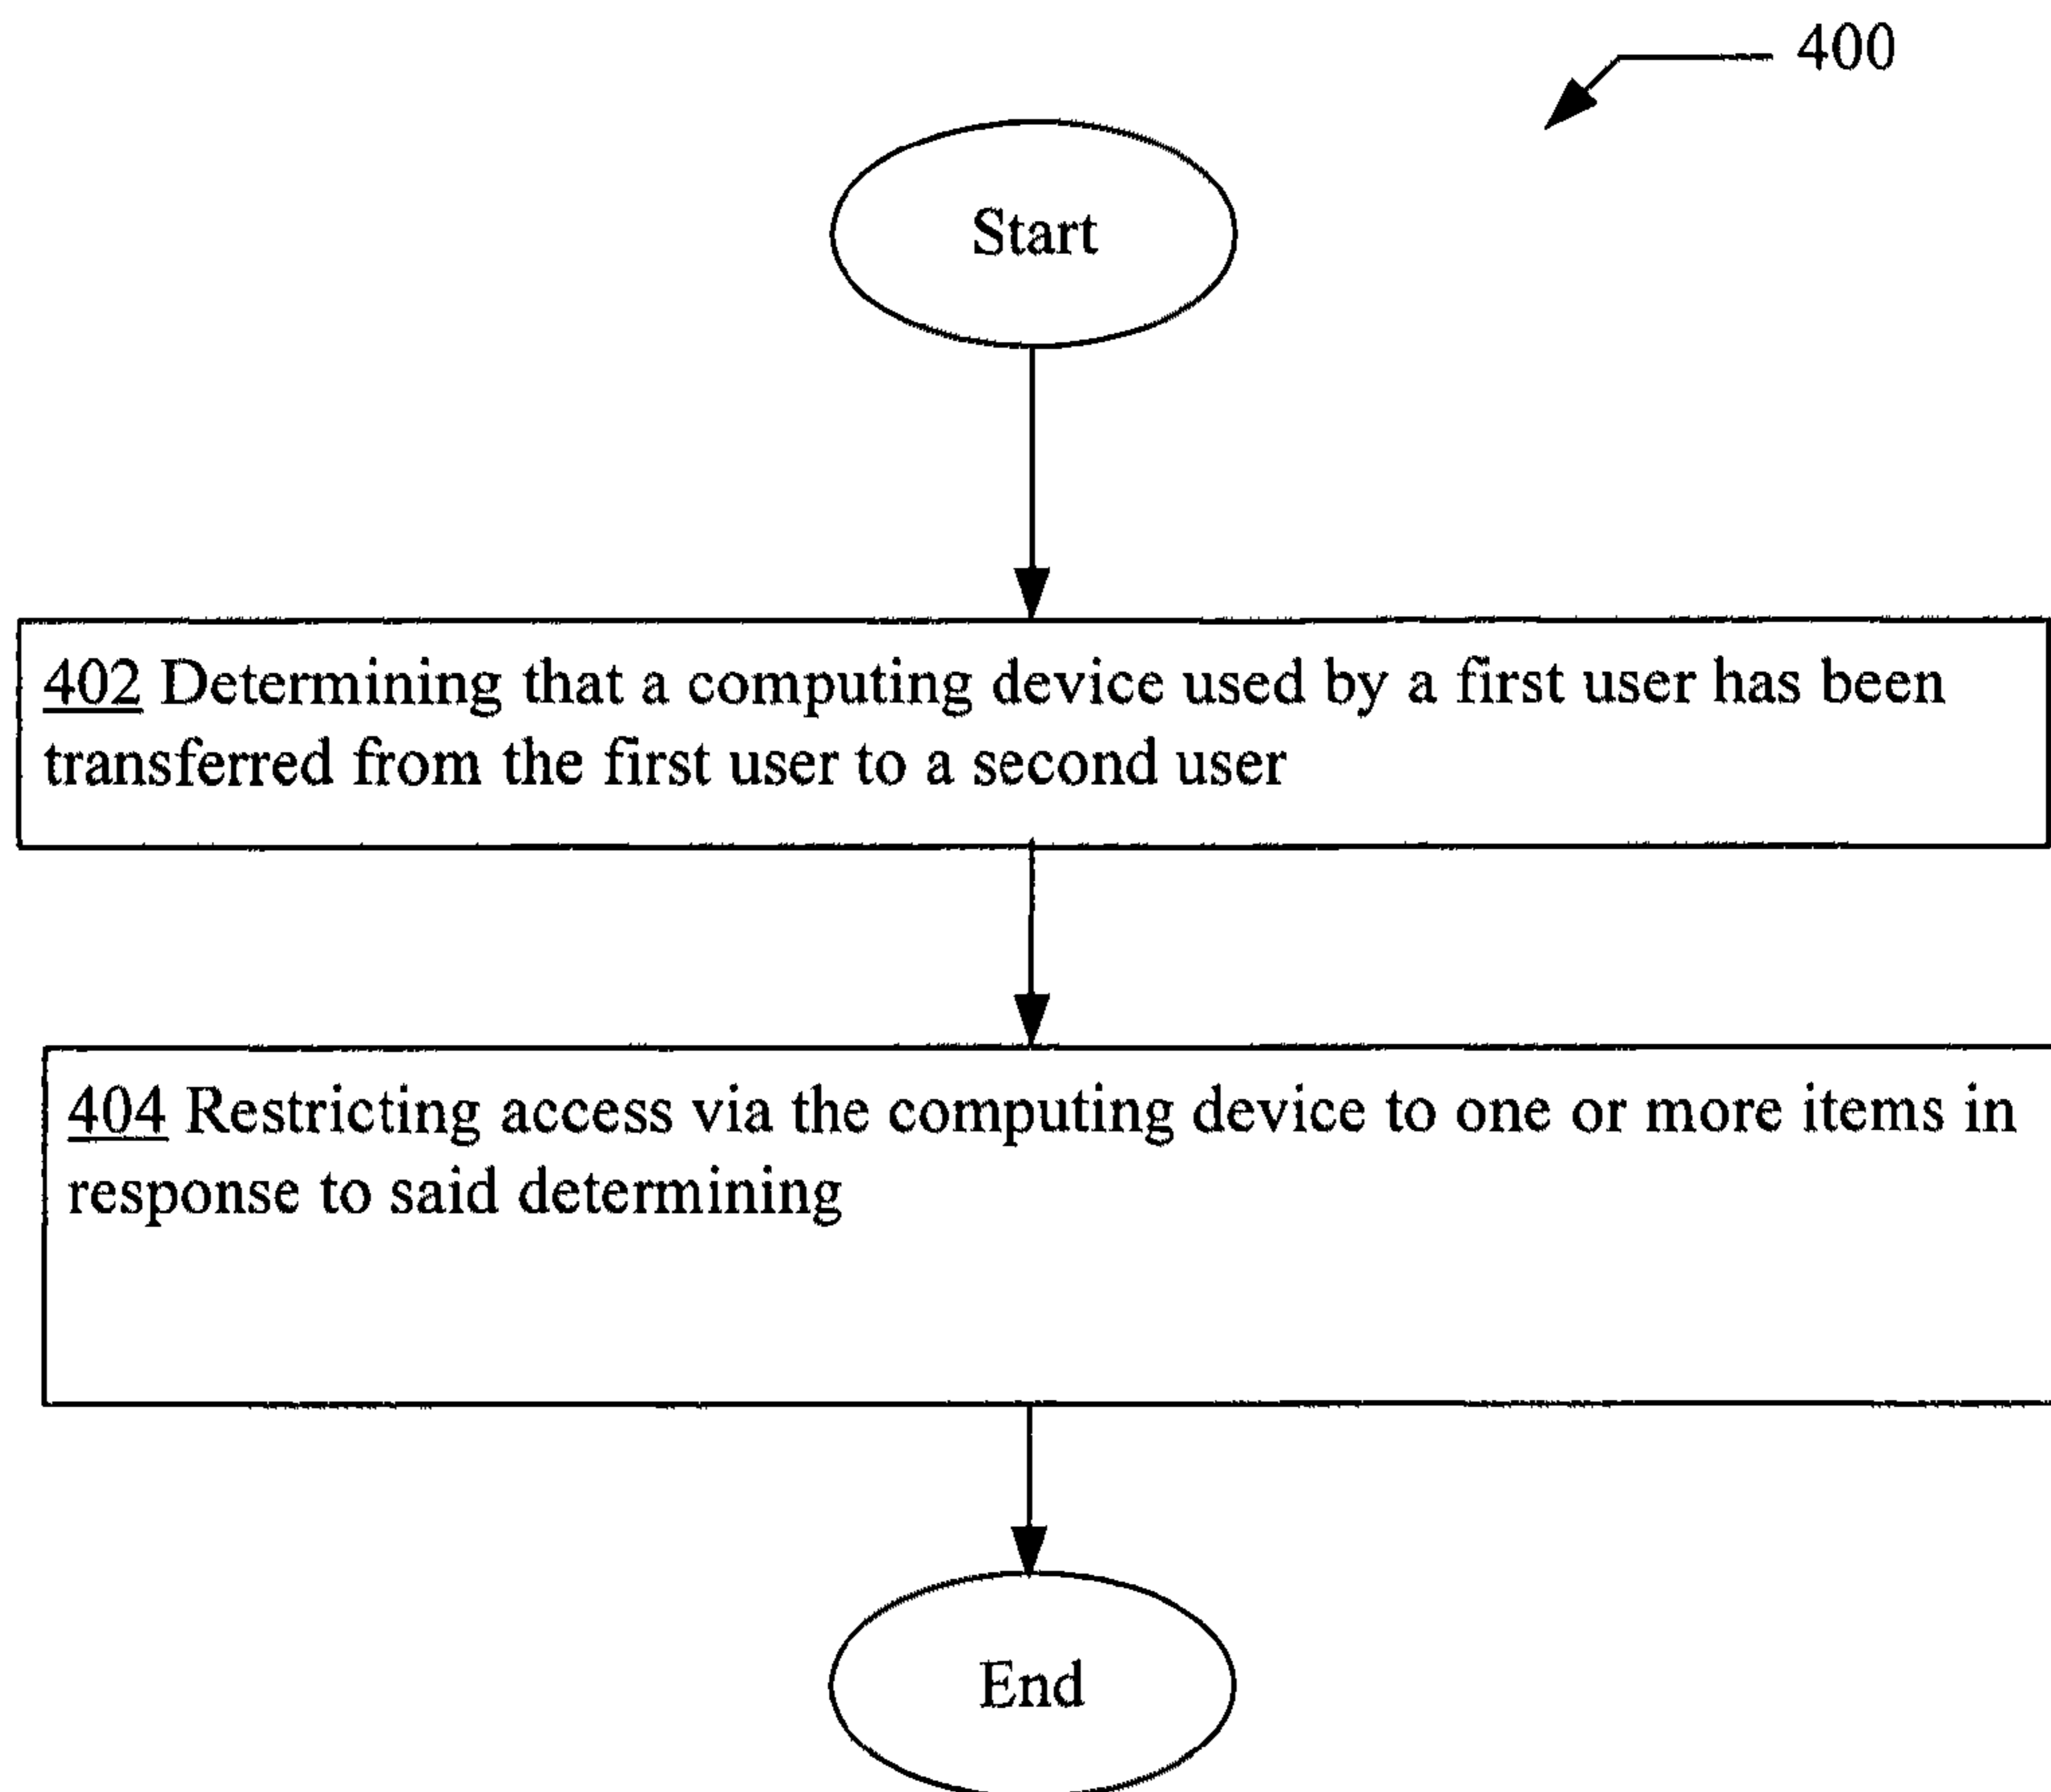 400
Start
402 Determining that a computing device used by a first user has been
transferred from the first user to a second user
404 Restricting access via the computing device to one or more items in
response to said determining
End